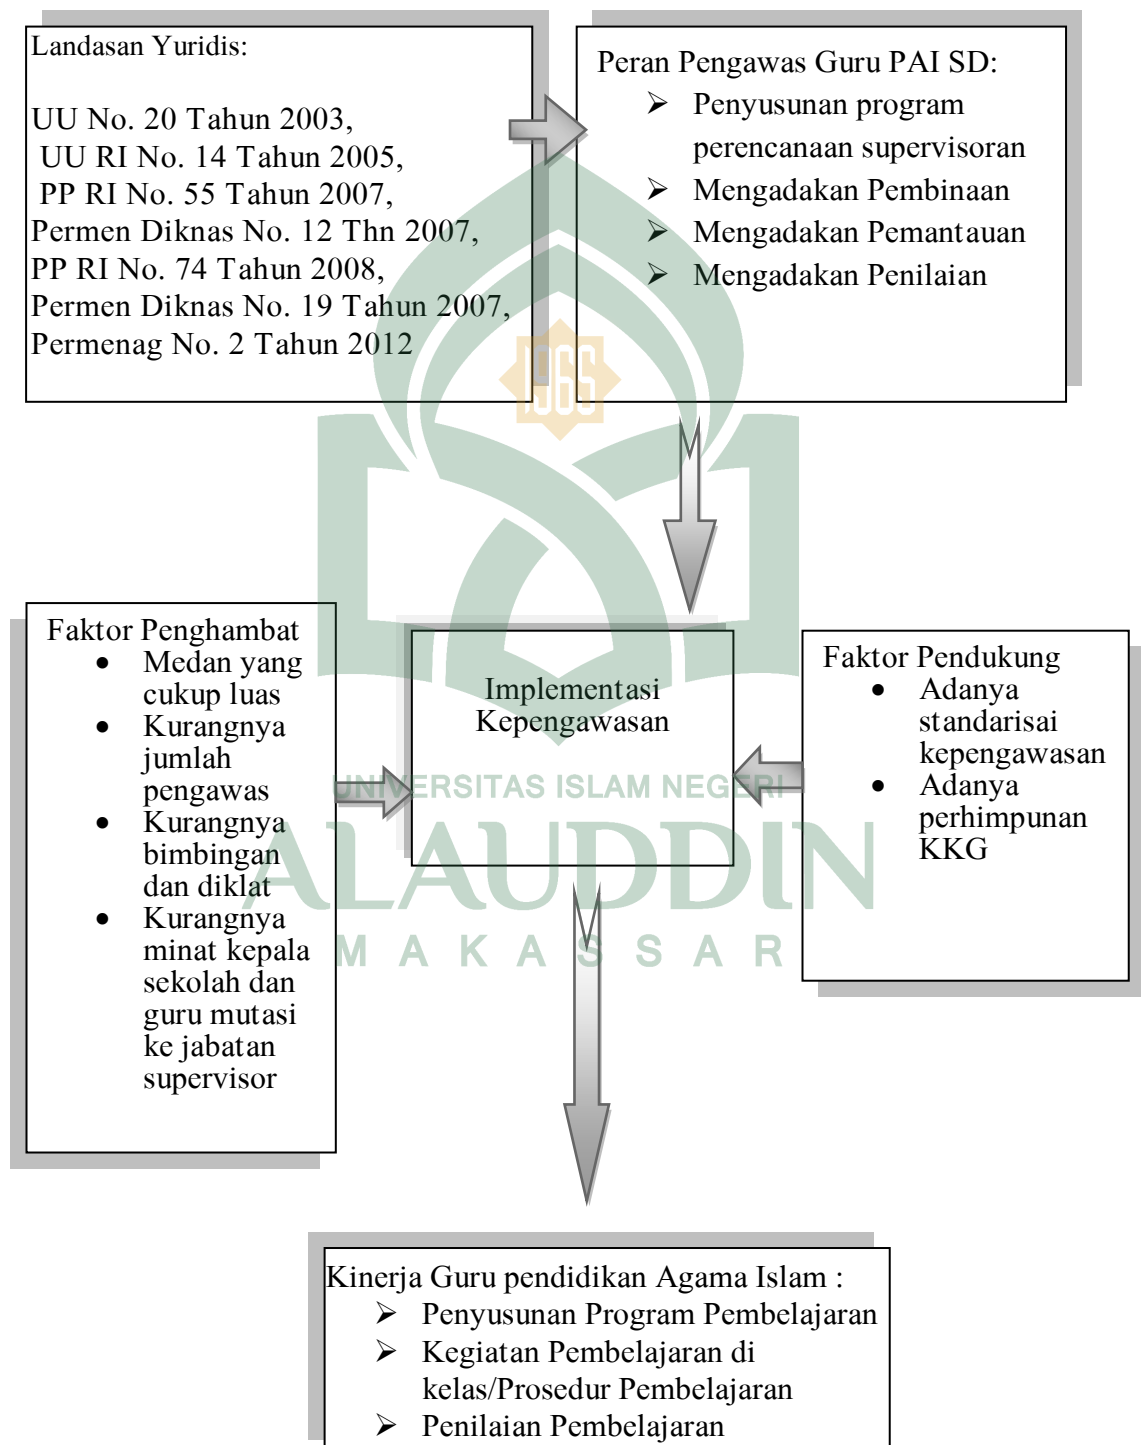 Landasan Yuridis:
UU No. 20 Tahun 2003,
UU RI No. 14 Tahun 2005,
PP RI No. 55 Tahun 2007,
Permen Diknas No. 12 Thn 2007,
PP RI No. 74 Tahun 2008,
Permen Diknas No. 19 Tahun 2007,
Permenag No. 2 Tahun 2012
Peran Pengawas Guru PAI SD:
➢ Penyusunan program
perencanaan supervisoran
➢ Mengadakan Pembinaan
➢ Mengadakan Pemantauan
➢ Mengadakan Penilaian
1965
Faktor Penghambat
• Medan yang
cukup luas
• Kurangnya
jumlah
pengawas
• Kurangnya
bimbingan
dan diklat
• Kurangnya
minat kepala
sekolah dan
guru mutasi
ke jabatan
supervisor
Implementasi
Kepengawasan
Faktor Pendukung
• Adanya
standarisai
kepengawasan
• Adanya
perhimpunan
KKG
UNIVERSITAS ISLAM NEGERI
ALAUDDIN
MAKASSAR
Kinerja Guru pendidikan Agama Islam :
➢ Penyusunan Program Pembelajaran
➢ Kegiatan Pembelajaran di
kelas/Prosedur Pembelajaran
➢ Penilaian Pembelajaran